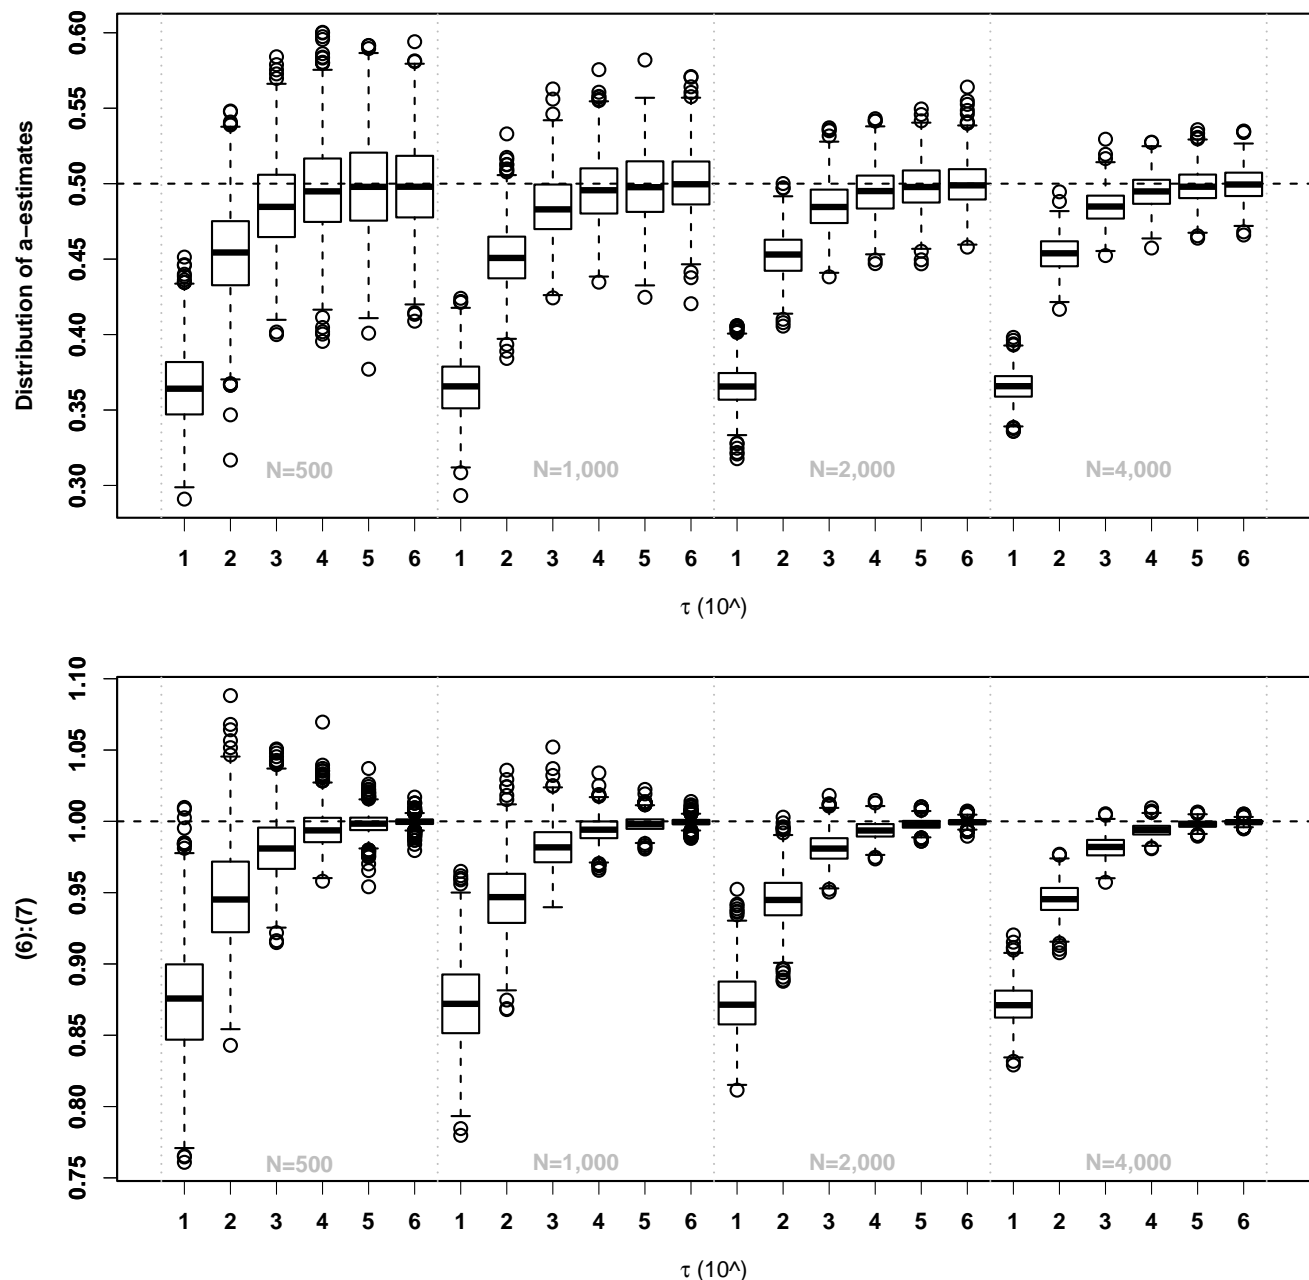 Distribution of a−estimates
0.60
0.55
0.50
0.45
0.40
0.35
0.30
N=500 N=1,000 N=2,000 N=4,000
1 2 3 4 5 6 1 2 3 4 5 6 1 2 3 4 5 6 1 2 3 4 5 6
τ (10^)
(6):(7)
1.10
1.05
1.00
0.95
0.90
0.85
0.80
0.75
N=500 N=1,000 N=2,000 N=4,000
1 2 3 4 5 6 1 2 3 4 5 6 1 2 3 4 5 6 1 2 3 4 5 6
τ (10^)